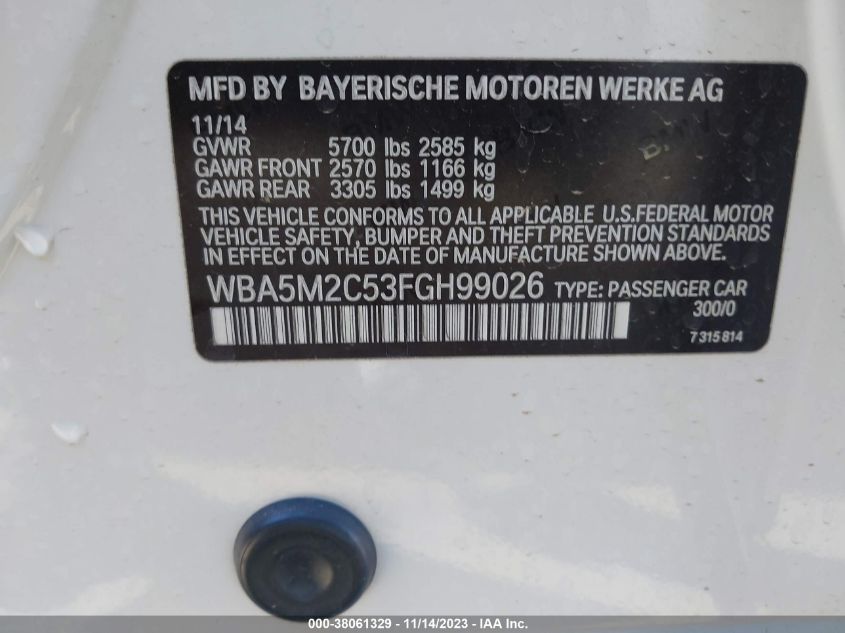 MFD BY BAYERISCHE MOTOREN WERKE AG
11/14
GVWR 5700 lbs 2585 kg
GAWR FRONT 2570 lbs 1166 kg
GAWR REAR 3305 lbs 1499 kg
THIS VEHICLE CONFORMS TO ALL APPLICABLE U.S.FEDERAL MOTOR
VEHICLE SAFETY, BUMPER AND THEFT PREVENTION STANDARDS
IN EFFECT ON THE DATE OF MANUFACTURE SHOWN ABOVE.
WBA5M2C53FGH99026 TYPE: PASSENGER CAR
300/0
7315814
000-38061329 - 11/14/2023 - IAA Inc.